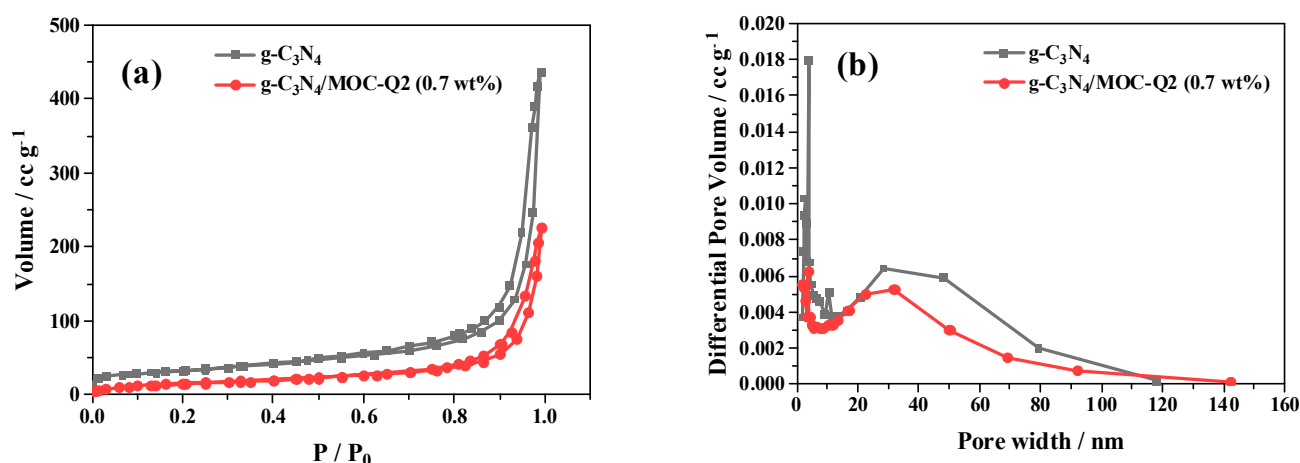 (a)
g-C₃N₄
g-C₃N₄/MOC-Q2 (0.7 wt%)
Volume / cc g⁻¹
500
400
300
200
100
0
0.0 0.2 0.4 0.6 0.8 1.0
P / P₀
(b)
g-C₃N₄
g-C₃N₄/MOC-Q2 (0.7 wt%)
Differential Pore Volume / cc g⁻¹
0.020
0.018
0.016
0.014
0.012
0.010
0.008
0.006
0.004
0.002
0.000
0 20 40 60 80 100 120 140 160
Pore width / nm